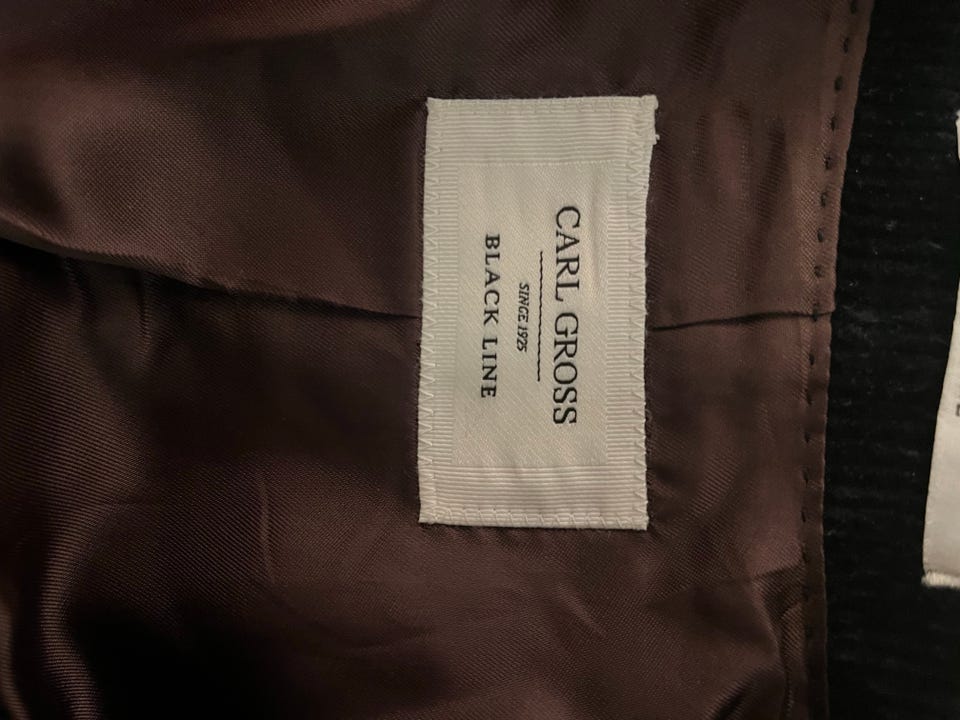 CARL GROSS
SINCE 1925
BLACK LINE